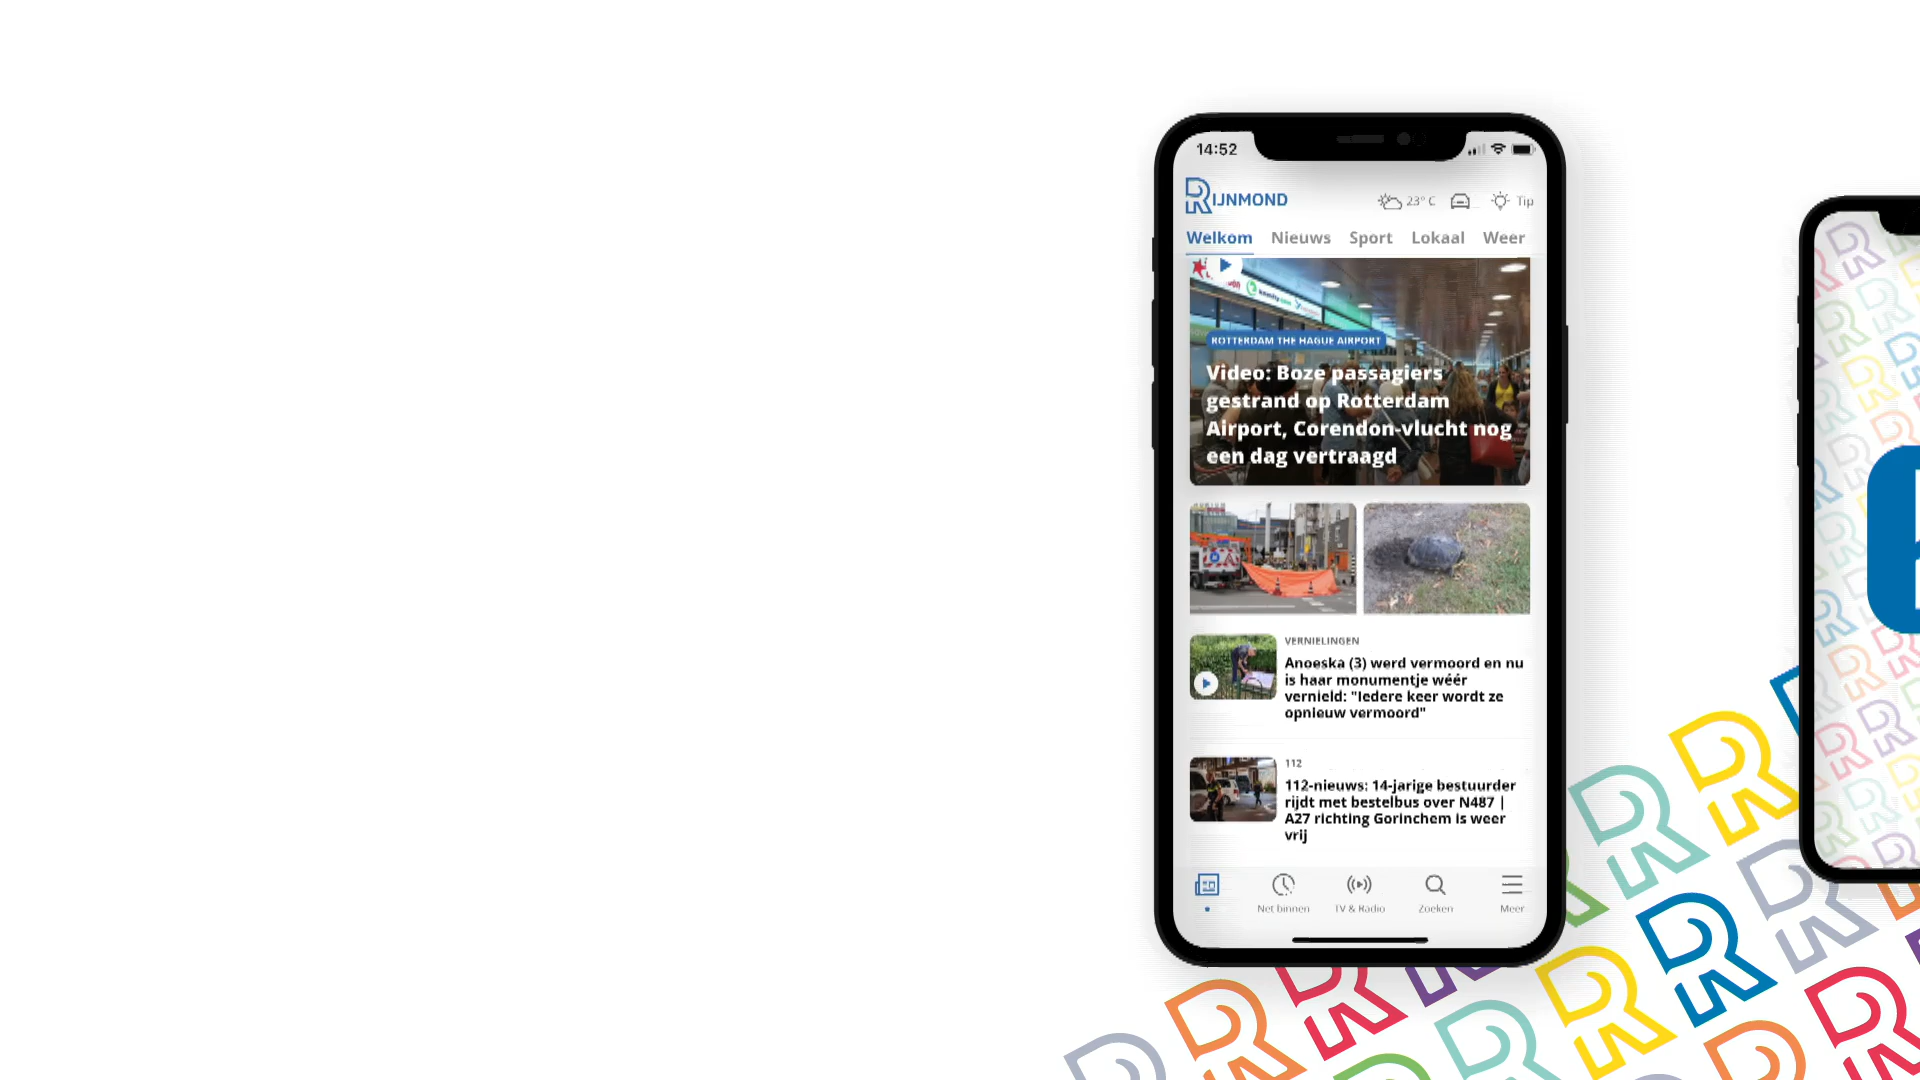 14:52
RIJNMOND
23° C
Tip
Welkom Nieuws Sport Lokaal Weer
ROTTERDAM THE HAGUE AIRPORT
Video: Boze passagiers
gestrand op Rotterdam
Airport, Corendon-vlucht nog
een dag vertraagd
VERNIELINGEN
Anoeska (3) werd vermoord en nu
is haar monumentje wéér
vernield: "Iedere keer wordt ze
opnieuw vermoord"
112
112-nieuws: 14-jarige bestuurder
rijdt met bestelbus over N487 |
A27 richting Gorinchem is weer
vrij
Net binnen TV & Radio Zoeken Meer